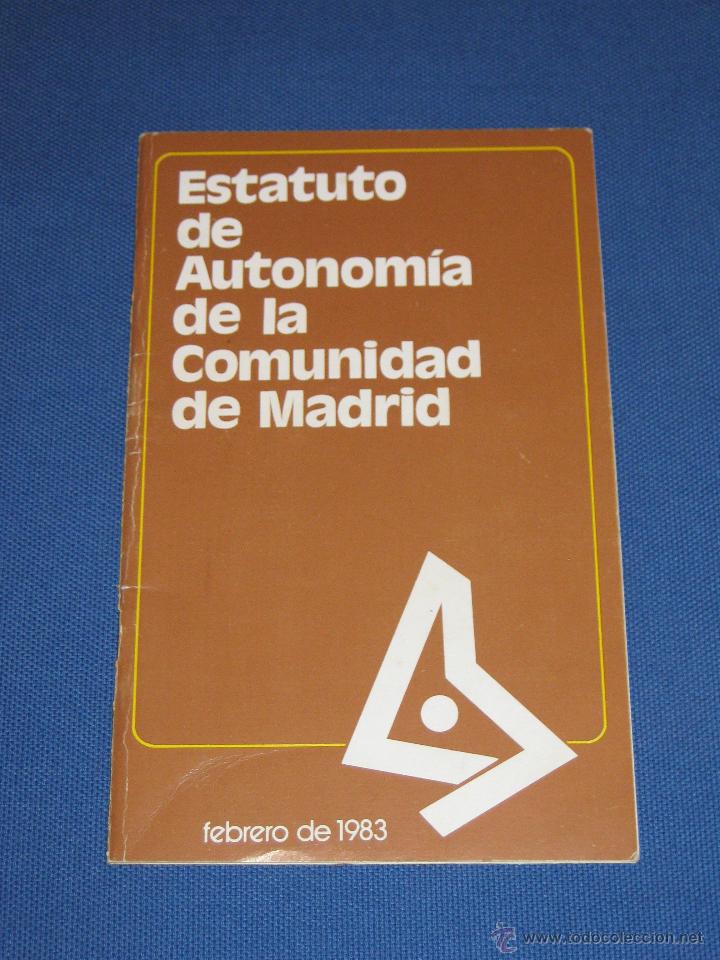 Estatuto
de
Autonomía
de la
Comunidad
de Madrid
febrero de 1983
© www.todocoleccion.net